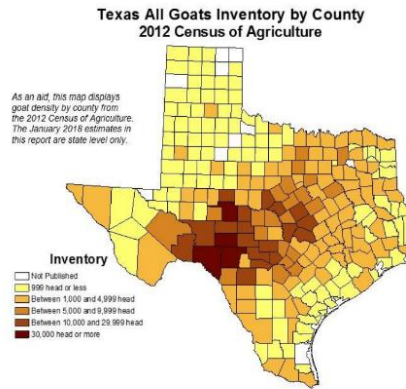 Texas All Goats Inventory by County
2012 Census of Agriculture
As an aid, this map displays
goat density by county from
the 2012 Census of Agriculture.
The January 2018 estimates in
this report are state level only.
Inventory
Not Published
999 head or less
Between 1,000 and 4,999 head
Between 5,000 and 9,999 head
Between 10,000 and 29,999 head
30,000 head or more